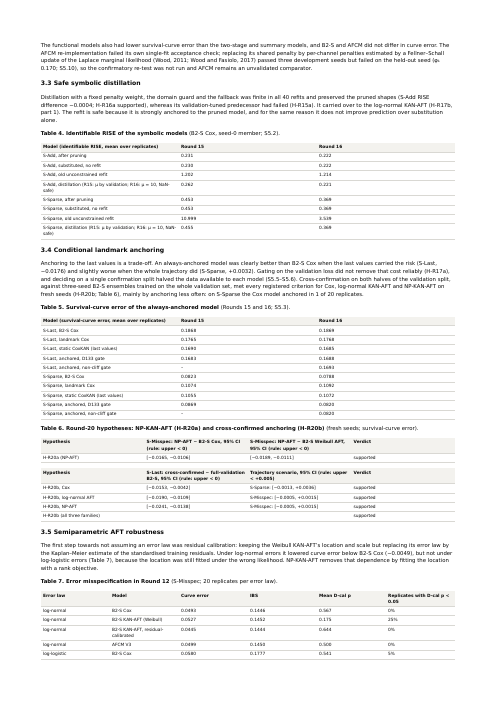 The functional models also had lower survival-curve error than the two-stage and summary models, and B2-S and AFCM did not differ in curve error. The
AFCM re-implementation failed its own single-fit acceptance check; replacing its shared penalty by per-channel penalties estimated by a Fellner–Schall
update of the Laplace marginal likelihood (Wood, 2011; Wood and Fasiolo, 2017) passed three development seeds but failed on the held-out seed
0.170; S5.10), so the confirmatory re-test was not run and AFCM remains an unvalidated comparator.
3.3 Safe symbolic distillation
Distillation with a fixed penalty weight, the domain guard and the fallback was finite in all 40 refits and preserved the pruned shapes (S-Add RISE
difference −0.0004; H-R16a supported), whereas its validation-tuned predecessor had failed (H-R15a). It carried over to the log-normal KAN-AFT (H-R17b,
part 1). The refit is safe because it is strongly anchored to the pruned model, and for the same reason it does not improve prediction over substitution
alone.
Table 4. Identifiable RISE of the symbolic models (B2-S Cox, seed-0 member; S5.2).
Model (identifiable RISE, mean over replicates) Round 15 Round 16
S-Add, after pruning 0.231 0.222
S-Add, substituted, no refit 0.230 0.222
S-Add, old unconstrained refit 1.202 1.214
S-Add, distillation (R15: μ by validation; R16: μ = 10, NaN- 0.262 0.221
safe)
S-Sparse, after pruning 0.453 0.369
S-Sparse, substituted, no refit 0.453 0.369
S-Sparse, old unconstrained refit 10.999 3.539
S-Sparse, distillation (R15: μ by validation; R16: μ = 10, NaN- 0.455 0.369
safe)
3.4 Conditional landmark anchoring
Anchoring to the last values is a trade-off. An always-anchored model was clearly better than B2-S Cox when the last values carried the risk (S-Last,
−0.0176) and slightly worse when the whole trajectory did (S-Sparse, +0.0032). Gating on the validation loss did not remove that cost reliably (H-R17a),
and deciding on a single confirmation split halved the data available to each model (S5.5–S5.6). Cross-confirmation on both halves of the validation split,
against three-seed B2-S ensembles trained on the whole validation set, met every registered criterion for Cox, log-normal KAN-AFT and NP-KAN-AFT on
fresh seeds (H-R20b; Table 6), mainly by anchoring less often: on S-Sparse the Cox model anchored in 1 of 20 replicates.
Table 5. Survival-curve error of the always-anchored model (Rounds 15 and 16; S5.3).
Model (survival-curve error, mean over replicates) Round 15 Round 16
S-Last, B2-S Cox 0.1868 0.1869
S-Last, landmark Cox 0.1765 0.1768
S-Last, static CoxKAN (last values) 0.1690 0.1685
S-Last, anchored, D133 gate 0.1683 0.1688
S-Last, anchored, non-cliff gate – 0.1693
S-Sparse, B2-S Cox 0.0823 0.0788
S-Sparse, landmark Cox 0.1074 0.1092
S-Sparse, static CoxKAN (last values) 0.1055 0.1072
S-Sparse, anchored, D133 gate 0.0869 0.0820
S-Sparse, anchored, non-cliff gate – 0.0820
Table 6. Round-20 hypotheses: NP-KAN-AFT (H-R20a) and cross-confirmed anchoring (H-R20b) (fresh seeds; survival-curve error).
Hypothesis S-Misspec: NP-AFT − B2-S Cox, 95% CI S-Misspec: NP-AFT − B2-S Weibull AFT, Verdict
(rule: upper < 0) 95% CI (rule: upper < 0)
H-R20a (NP-AFT) [−0.0165, −0.0106] [−0.0189, −0.0111] supported
Hypothesis S-Last: cross-confirmed − full-validation Trajectory scenario, 95% CI (rule: upper Verdict
B2-S, 95% CI (rule: upper < 0) < +0.005)
H-R20b, Cox [−0.0153, −0.0042] S-Sparse: [−0.0013, +0.0036] supported
H-R20b, log-normal AFT [−0.0190, −0.0109] S-Misspec: [−0.0005, +0.0015] supported
H-R20b, NP-AFT [−0.0241, −0.0138] S-Misspec: [−0.0005, +0.0015] supported
H-R20b (all three families) supported
3.5 Semiparametric AFT robustness
The first step towards not assuming an error law was residual calibration: keeping the Weibull KAN-AFT's location and scale but replacing its error law by
the Kaplan–Meier estimate of the standardised training residuals. Under log-normal errors it lowered curve error below B2-S Cox (−0.0049), but not under
log-logistic errors (Table 7), because the location was still fitted under the wrong likelihood. NP-KAN-AFT removes that dependence by fitting the location
with a rank objective.
Table 7. Error misspecification in Round 12 (S-Misspec; 20 replicates per error law).
Error law Model Curve error IBS Mean D-cal p Replicates with D-cal p <
0.05
log-normal B2-S Cox 0.0493 0.1446 0.567 0%
log-normal B2-S KAN-AFT (Weibull) 0.0527 0.1452 0.175 25%
log-normal B2-S KAN-AFT, residual- 0.0445 0.1444 0.644 0%
calibrated
log-normal AFCM V3 0.0499 0.1450 0.500 0%
log-logistic B2-S Cox 0.0580 0.1777 0.541 5%